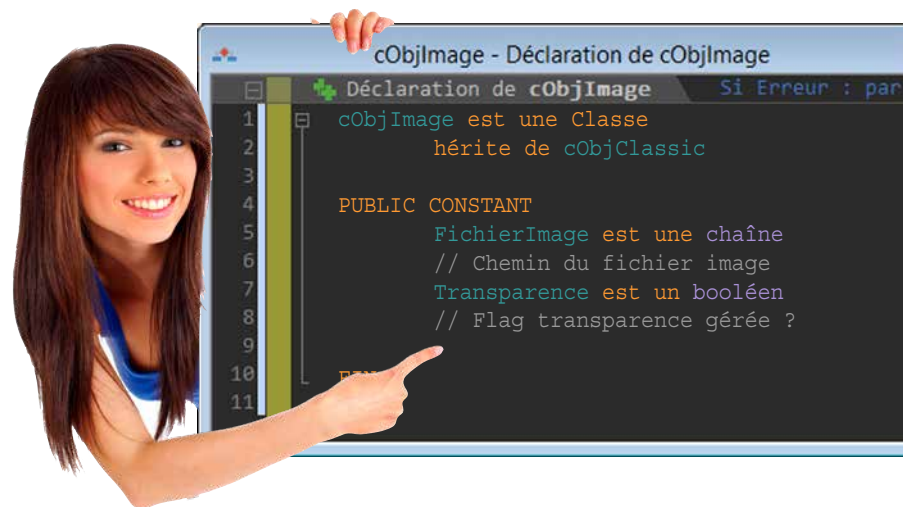 cObjImage - Déclaration de cObjImage
Déclaration de cObjImage Si Erreur : par
1 cObjImage est une Classe
2 hérite de cObjClassic
3
4 PUBLIC CONSTANT
5 FichierImage est une chaîne
6 // Chemin du fichier image
7 Transparence est un booléen
8 // Flag transparence gérée ?
9
10
11